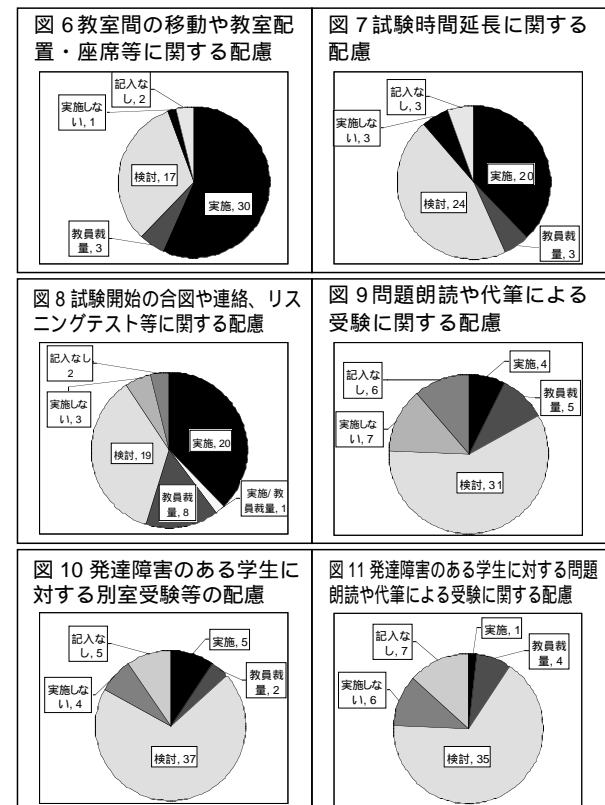 図 6 教室間の移動や教室配
置・座席等に関する配慮
記入な
し, 2
実施しな
い, 1
検討, 17
実施, 30
教員裁
量, 3
図 7 試験時間延長に関する
配慮
記入な
し, 3
実施しな
い, 3
実施, 20
検討, 24
教員裁
量, 3
図 8 試験開始の合図や連絡、リス
ニングテスト等に関する配慮
記入なし
2
実施しな
い, 3
検討, 19
実施, 20
教員裁
量, 8
実施/ 教
員裁量, 1
図 9 問題朗読や代筆による
受験に関する配慮
記入な
し, 6
実施, 4
教員裁
量, 5
実施しな
い, 7
検討, 31
図 10 発達障害のある学生に
対する別室受験等の配慮
記入な
し, 5
実施, 5
教員裁
量, 2
実施しな
い, 4
検討, 37
図 11 発達障害のある学生に対する問題
朗読や代筆による受験に関する配慮
記入な
し, 7
実施, 1
教員裁
量, 4
実施しな
い, 6
検討, 35